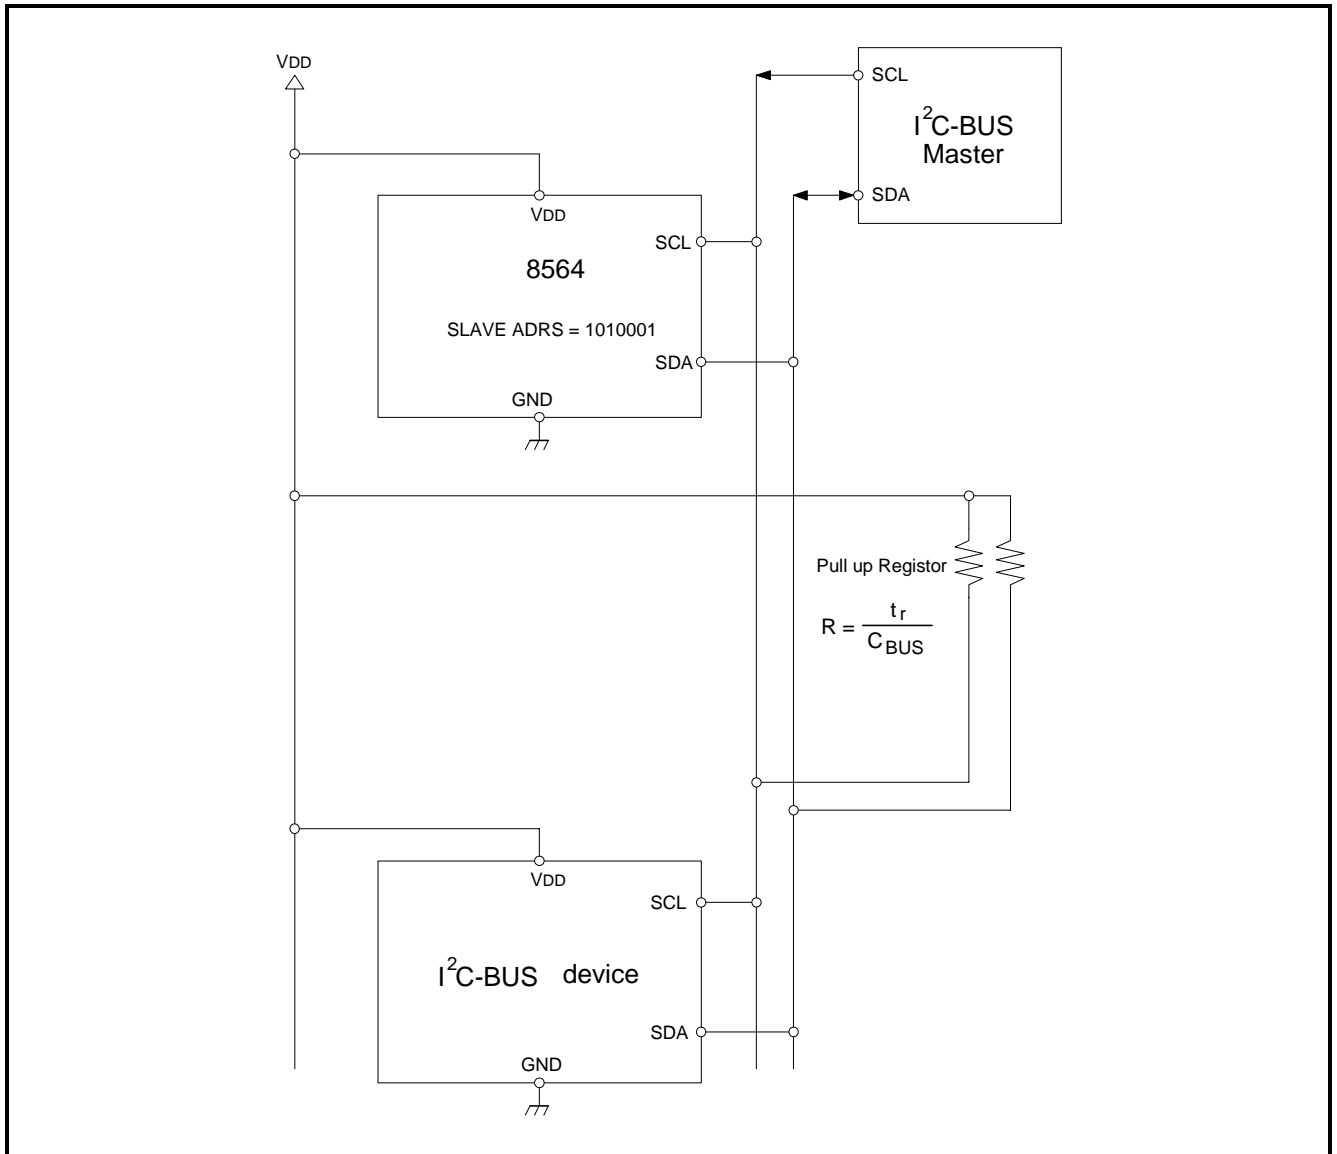 VDD
SCL
I²C-BUS
Master
SDA
VDD
SCL
8564
SLAVE ADRS = 1010001
SDA
GND
Pull up Registor
R = tr / CBUS
VDD
SCL
I²C-BUS device
SDA
GND